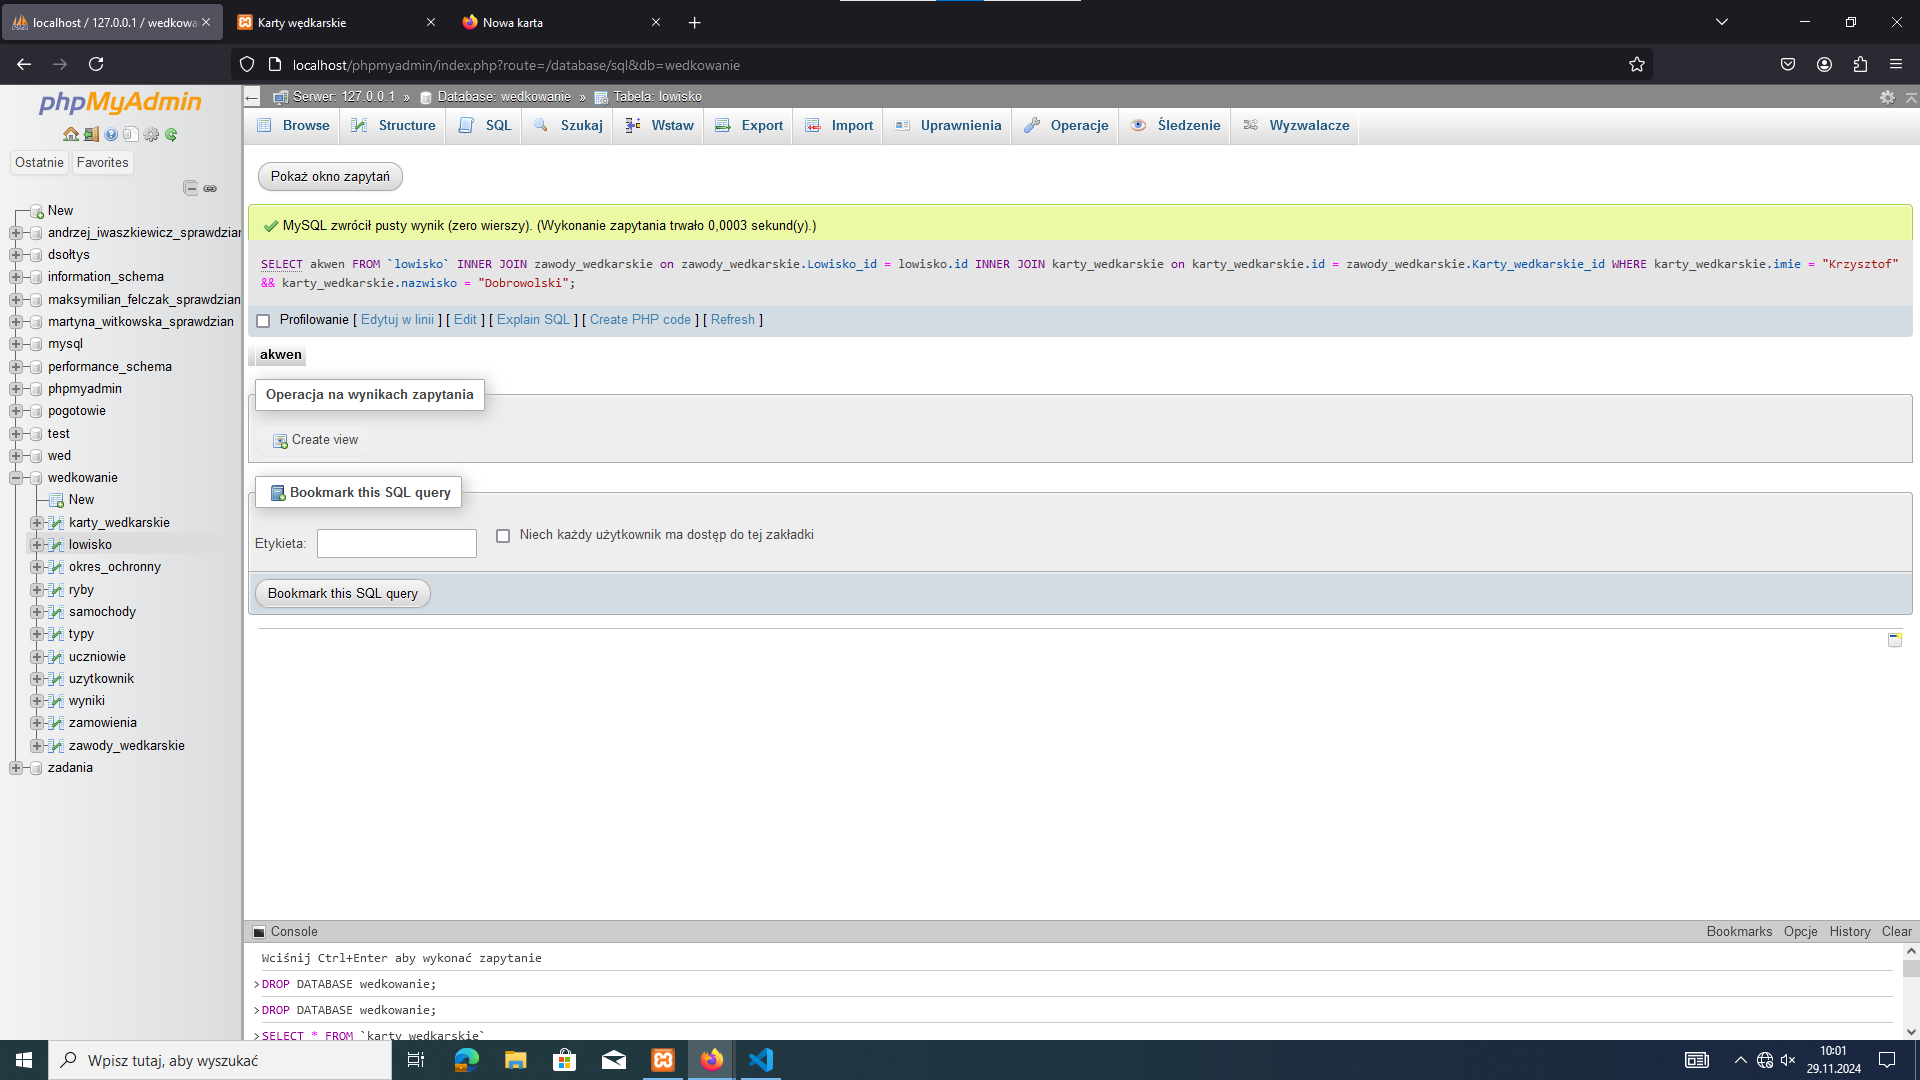 localhost / 127.0.0.1 / wedkowa
Karty wędkarskie
Nowa karta
localhost/phpmyadmin/index.php?route=/database/sql&db=wedkowanie
phpMyAdmin
Ostatnie
Favorites
New
andrzej_iwaszkiewicz_sprawdzian
dsołtys
information_schema
maksymilian_felczak_sprawdzian
martyna_witkowska_sprawdzian
mysql
performance_schema
phpmyadmin
pogotowie
test
wed
wedkowanie
New
karty_wedkarskie
lowisko
okres_ochronny
ryby
samochody
typy
uczniowie
uzytkownik
wyniki
zamowienia
zawody_wedkarskie
zadania
Serwer: 127.0.0.1 » Database: wedkowanie » Tabela: lowisko
Browse
Structure
SQL
Szukaj
Wstaw
Export
Import
Uprawnienia
Operacje
Śledzenie
Wyzwalacze
Pokaż okno zapytań
MySQL zwrócił pusty wynik (zero wierszy). (Wykonanie zapytania trwało 0,0003 sekund(y).)
SELECT akwen FROM `lowisko` INNER JOIN zawody_wedkarskie on zawody_wedkarskie.Lowisko_id = lowisko.id INNER JOIN karty_wedkarskie on karty_wedkarskie.id = zawody_wedkarskie.Karty_wedkarskie_id WHERE karty_wedkarskie.imie = "Krzysztof"
&& karty_wedkarskie.nazwisko = "Dobrowolski";
Profilowanie [ Edytuj w linii ] [ Edit ] [ Explain SQL ] [ Create PHP code ] [ Refresh ]
akwen
Operacja na wynikach zapytania
Create view
Bookmark this SQL query
Etykieta:
Niech każdy użytkownik ma dostęp do tej zakładki
Bookmark this SQL query
Console
Bookmarks Opcje History Clear
Wciśnij Ctrl+Enter aby wykonać zapytanie
>DROP DATABASE wedkowanie;
>DROP DATABASE wedkowanie;
>SELECT * FROM `karty_wedkarskie`
Wpisz tutaj, aby wyszukać
10:01
29.11.2024